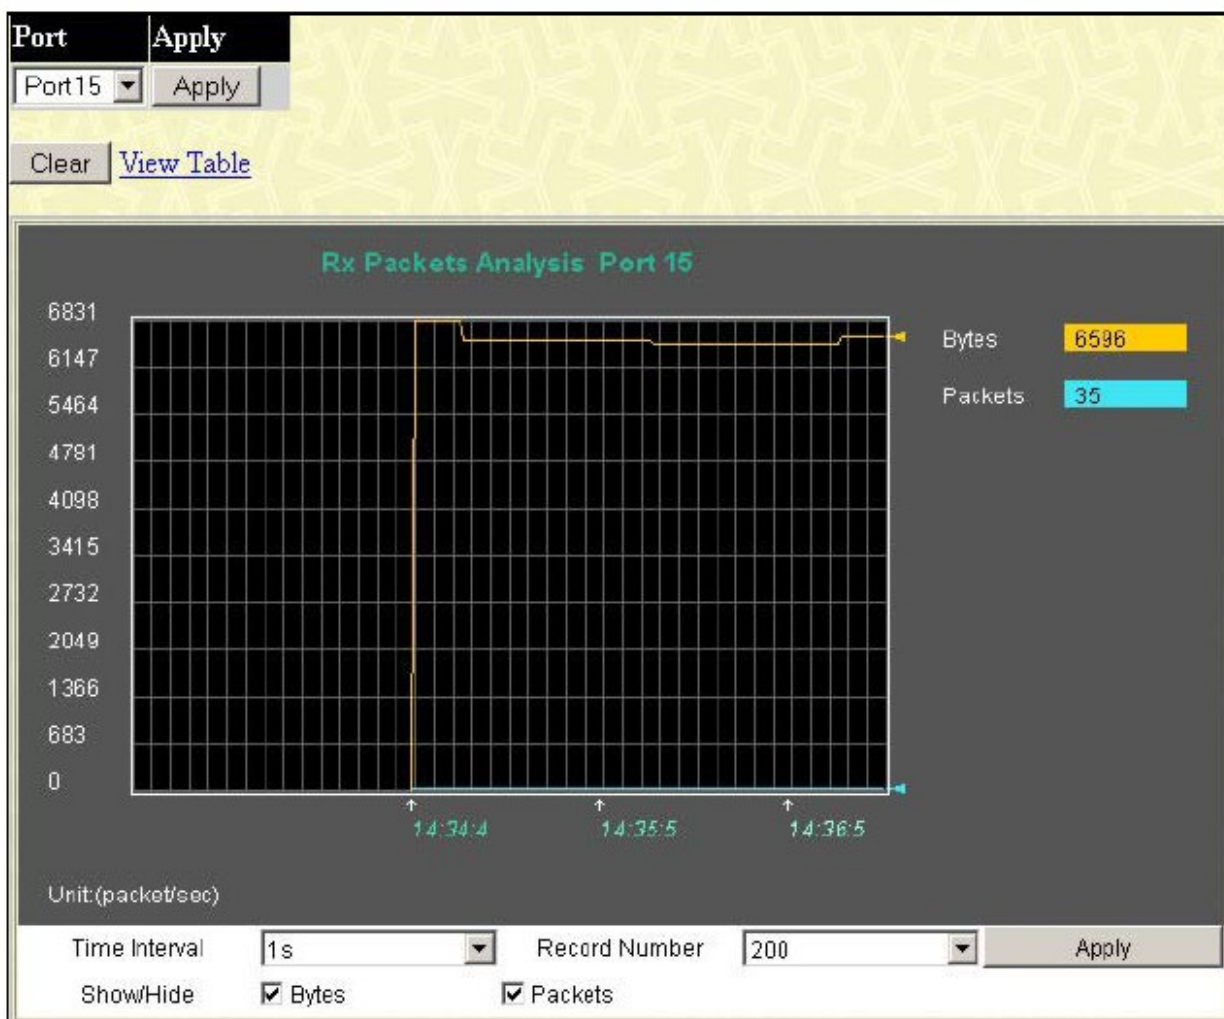 Port Apply
Port15 Apply
Clear View Table
Rx Packets Analysis Port 15
6831
6147
5464
4781
4098
3415
2732
2049
1366
683
0
Bytes 6596
Packets 35
14:34:4 14:35:5 14:36:5
Unit:(packet/sec)
Time Interval 1s Record Number 200 Apply
Show/Hide Bytes Packets